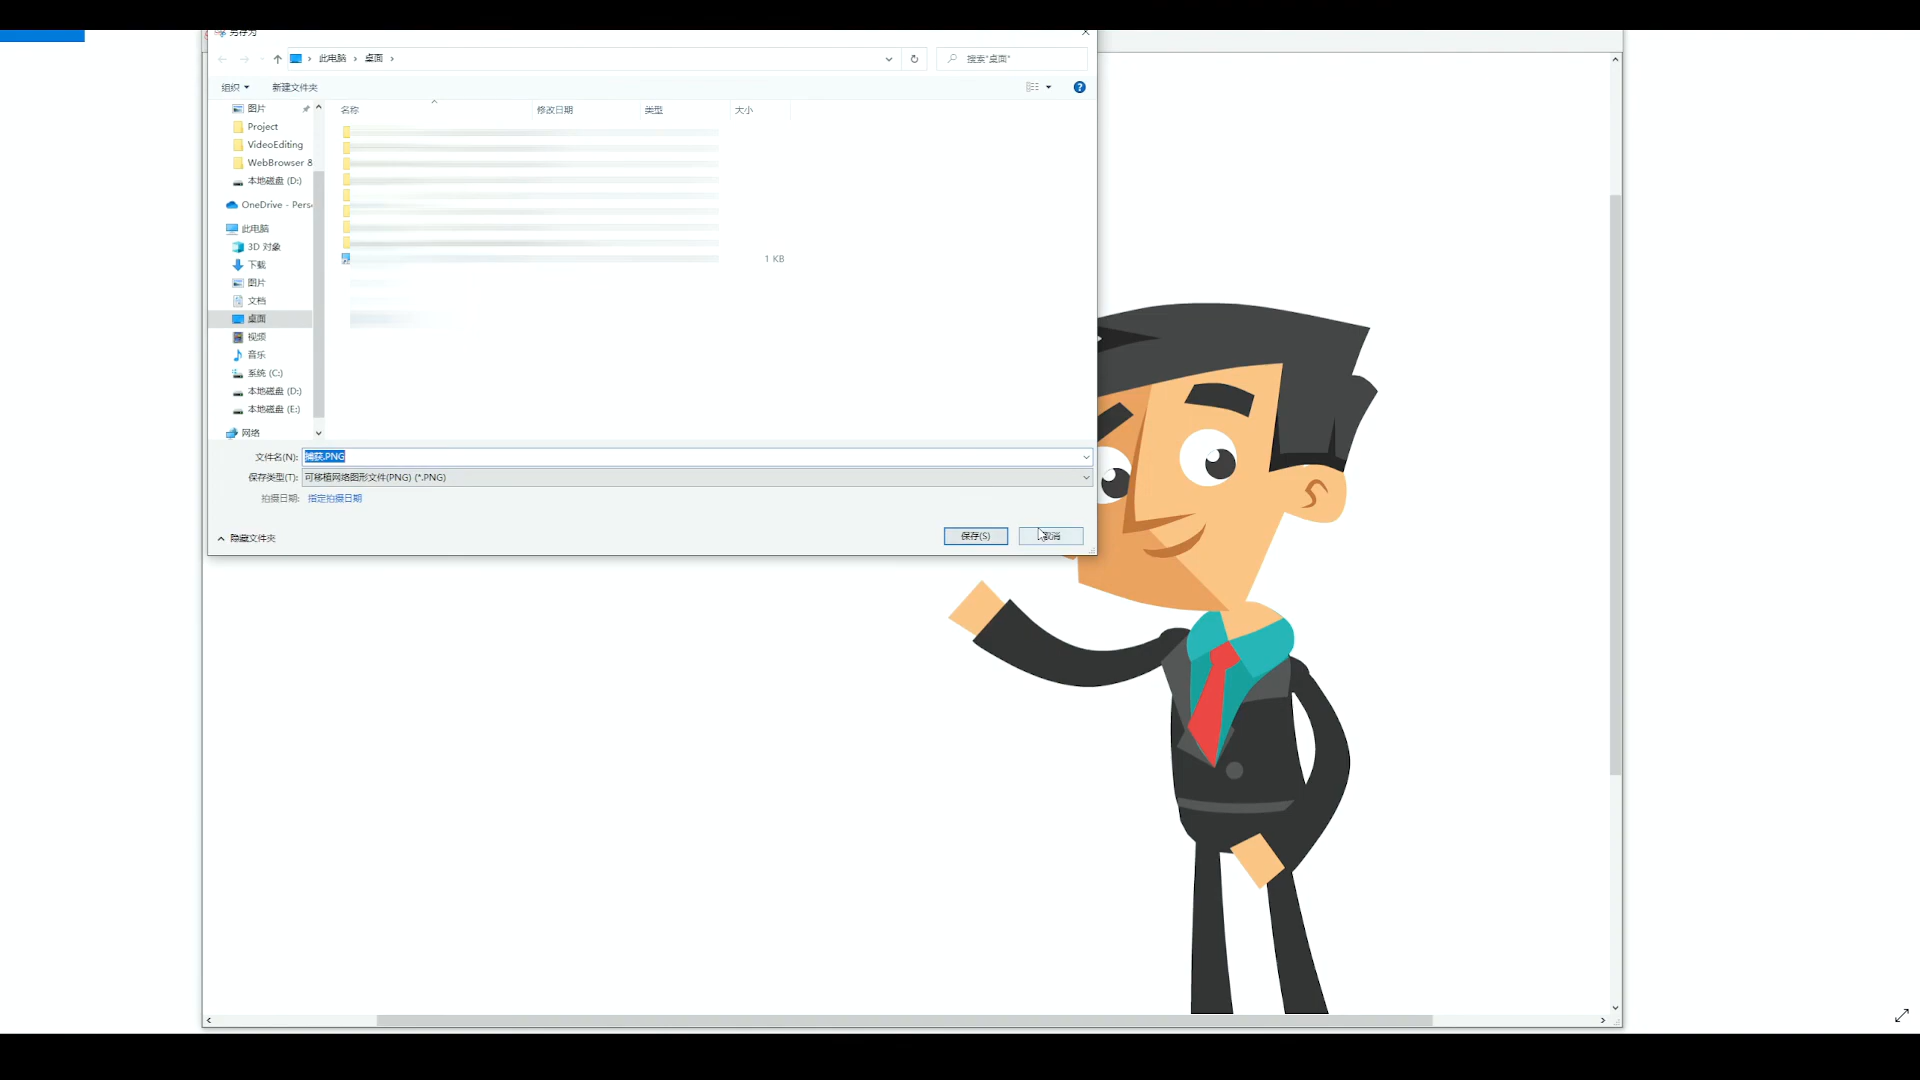 另存为
此电脑 › 桌面 ›
搜索"桌面"
组织
新建文件夹
名称 修改日期 类型 大小
图片
Project
VideoEditing
WebBrowser 8
本地磁盘 (D:)
OneDrive - Pers
此电脑
3D 对象
下载
图片
文档
桌面
视频
音乐
系统 (C:)
本地磁盘 (D:)
本地磁盘 (E:)
网络
1 KB
文件名(N): 捕获.PNG
保存类型(T): 可移植网络图形文件(PNG) (*.PNG)
拍摄日期: 指定拍摄日期
隐藏文件夹
保存(S)
取消